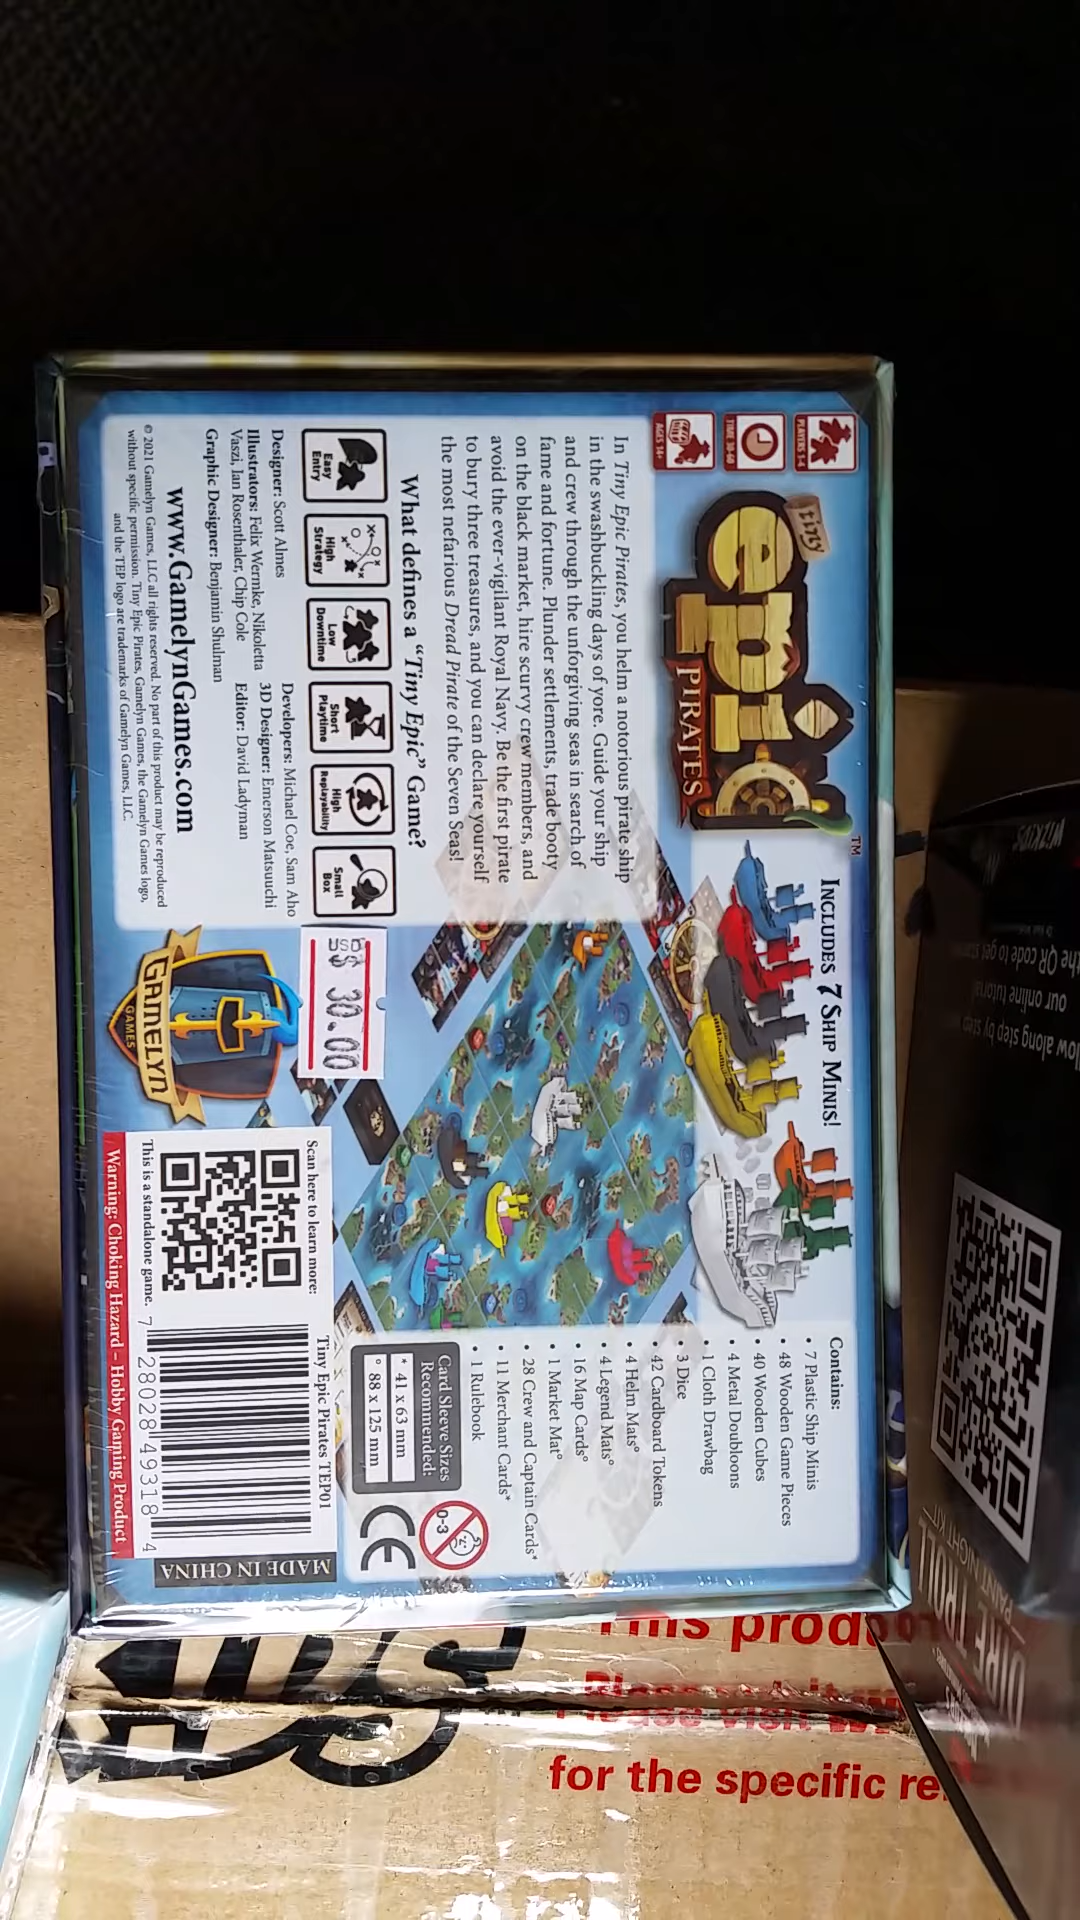 PLAYERS 1-4
TIME 30-60
AGES 14+
tiny
epic
PIRATES
™
In Tiny Epic Pirates, you helm a notorious pirate ship
in the swashbuckling days of yore. Guide your ship
and crew through the unforgiving seas in search of
fame and fortune. Plunder settlements, trade booty
on the black market, hire scurvy crew members, and
avoid the ever-vigilant Royal Navy. Be the first pirate
to bury three treasures, and you can declare yourself
the most nefarious Dread Pirate of the Seven Seas!
What defines a “Tiny Epic” Game?
Easy
Entry
High
Strategy
Low
Downtime
Short
Playtime
High
Replayability
Small
Box
Designer: Scott Almes
Illustrators: Felix Wermke, Nikoletta
Vaszi, Ian Rosenthaler, Chip Cole
Graphic Designer: Benjamin Shulman
Developers: Michael Coe, Sam Aho
3D Designer: Emerson Matsuuchi
Editor: David Ladyman
www.GamelynGames.com
© 2021 Gamelyn Games, LLC all rights reserved. No part of this product may be reproduced
without specific permission. Tiny Epic Pirates, Gamelyn Games, the Gamelyn Games logo,
and the TEP logo are trademarks of Gamelyn Games, LLC.
INCLUDES 7 SHIP MINIS!
USD
$ 30.00
GAMELYN
GAMES
Scan here to learn more:
This is a standalone game.
Warning: Choking Hazard – Hobby Gaming Product
Contains:
• 7 Plastic Ship Minis
• 48 Wooden Game Pieces
• 40 Wooden Cubes
• 4 Metal Doubloons
• 1 Cloth Drawbag
• 3 Dice
• 42 Cardboard Tokens
• 4 Helm Mats°
• 4 Legend Mats°
• 16 Map Cards°
• 1 Market Mat°
• 28 Crew and Captain Cards*
• 11 Merchant Cards*
• 1 Rulebook
Card Sleeve Sizes
Recommended:
* 41 x 63 mm
° 88 x 125 mm
0-3
CE
Tiny Epic Pirates TEP01
7 28028 49318 4
MADE IN CHINA
This prod
Please visit
for the specific re
WIZKIDS
the QR code to get
our online tutoria
low along step by step
DIRE TROLL
PAINT NIGHT KIT